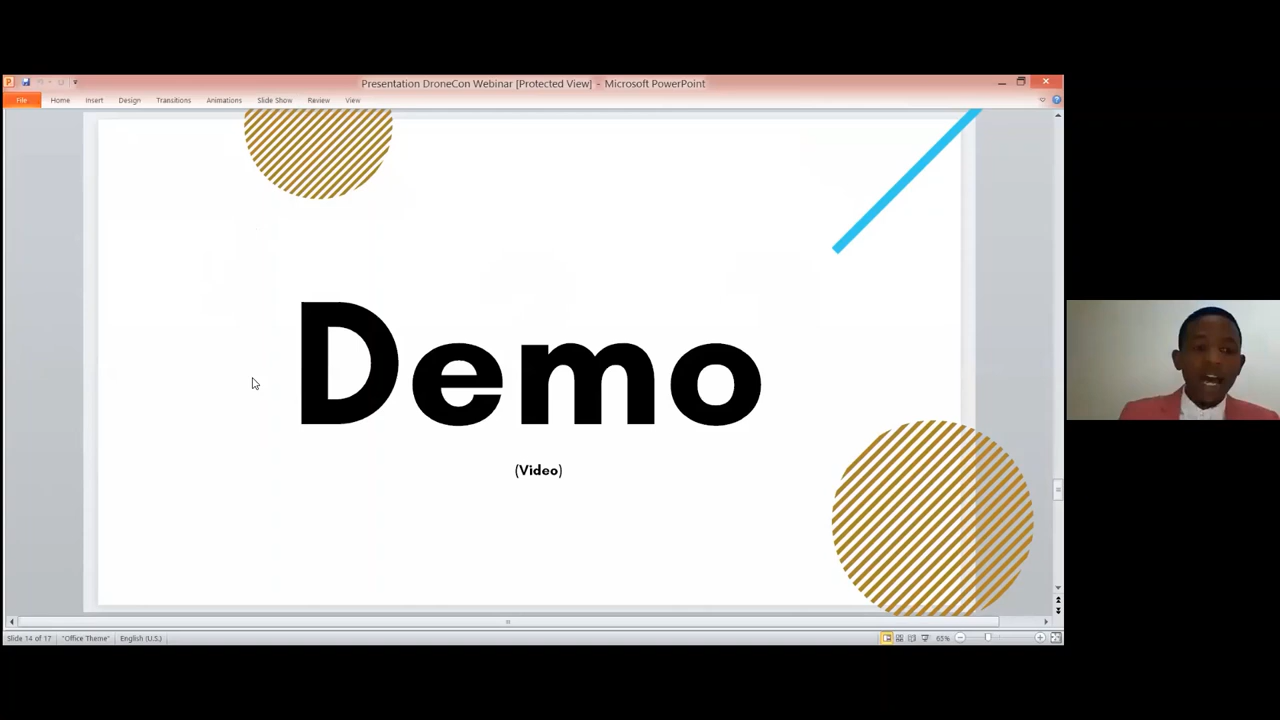 Presentation DroneCon Webinar [Protected View] - Microsoft PowerPoint
File Home Insert Design Transitions Animations Slide Show Review View
Demo
(Video)
Slide 14 of 17 "Office Theme" English (U.S.) 65%